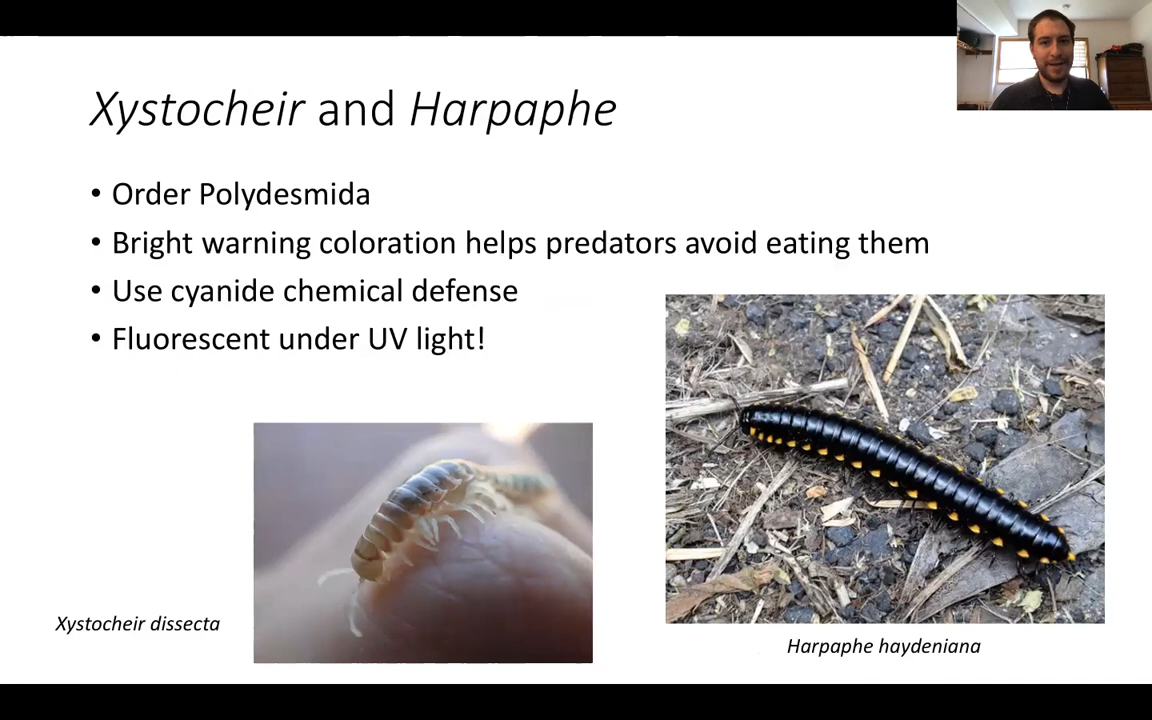 Xystocheir and Harpaphe
• Order Polydesmida
• Bright warning coloration helps predators avoid eating them
• Use cyanide chemical defense
• Fluorescent under UV light!
Xystocheir dissecta
Harpaphe haydeniana